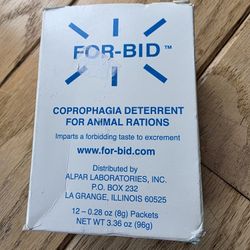 FOR-BID™
COPROPHAGIA DETERRENT
FOR ANIMAL RATIONS
Imparts a forbidding taste to excrement
www.for-bid.com
Distributed by
ALPAR LABORATORIES, INC.
P.O. BOX 232
LA GRANGE, ILLINOIS 60525
12 – 0.28 oz (8g) Packets
NET WT 3.36 oz (96g)